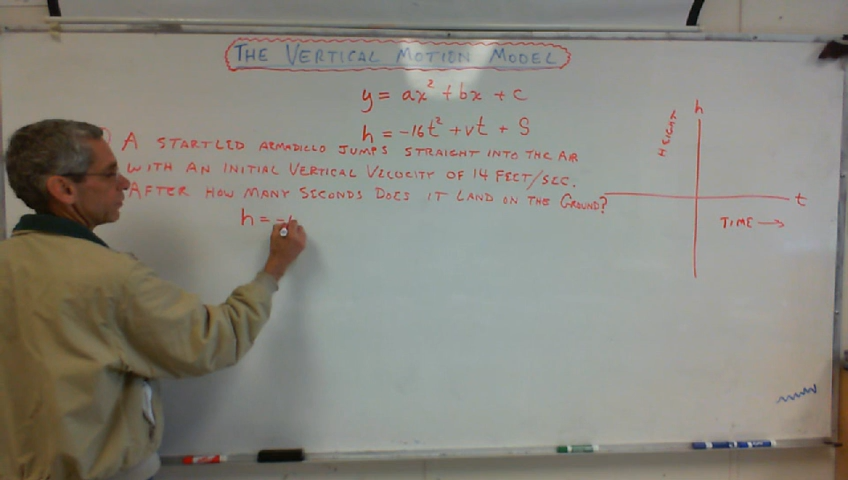 THE VERTICAL MOTION MODEL
y = ax² + bx + c
h = -16t² + vt + S
A STARTLED ARMADILLO JUMPS STRAIGHT INTO THE AIR
WITH AN INITIAL VERTICAL VELOCITY OF 14 FEET/SEC.
AFTER HOW MANY SECONDS DOES IT LAND ON THE GROUND?
h = -1
h
HEIGHT
t
TIME →